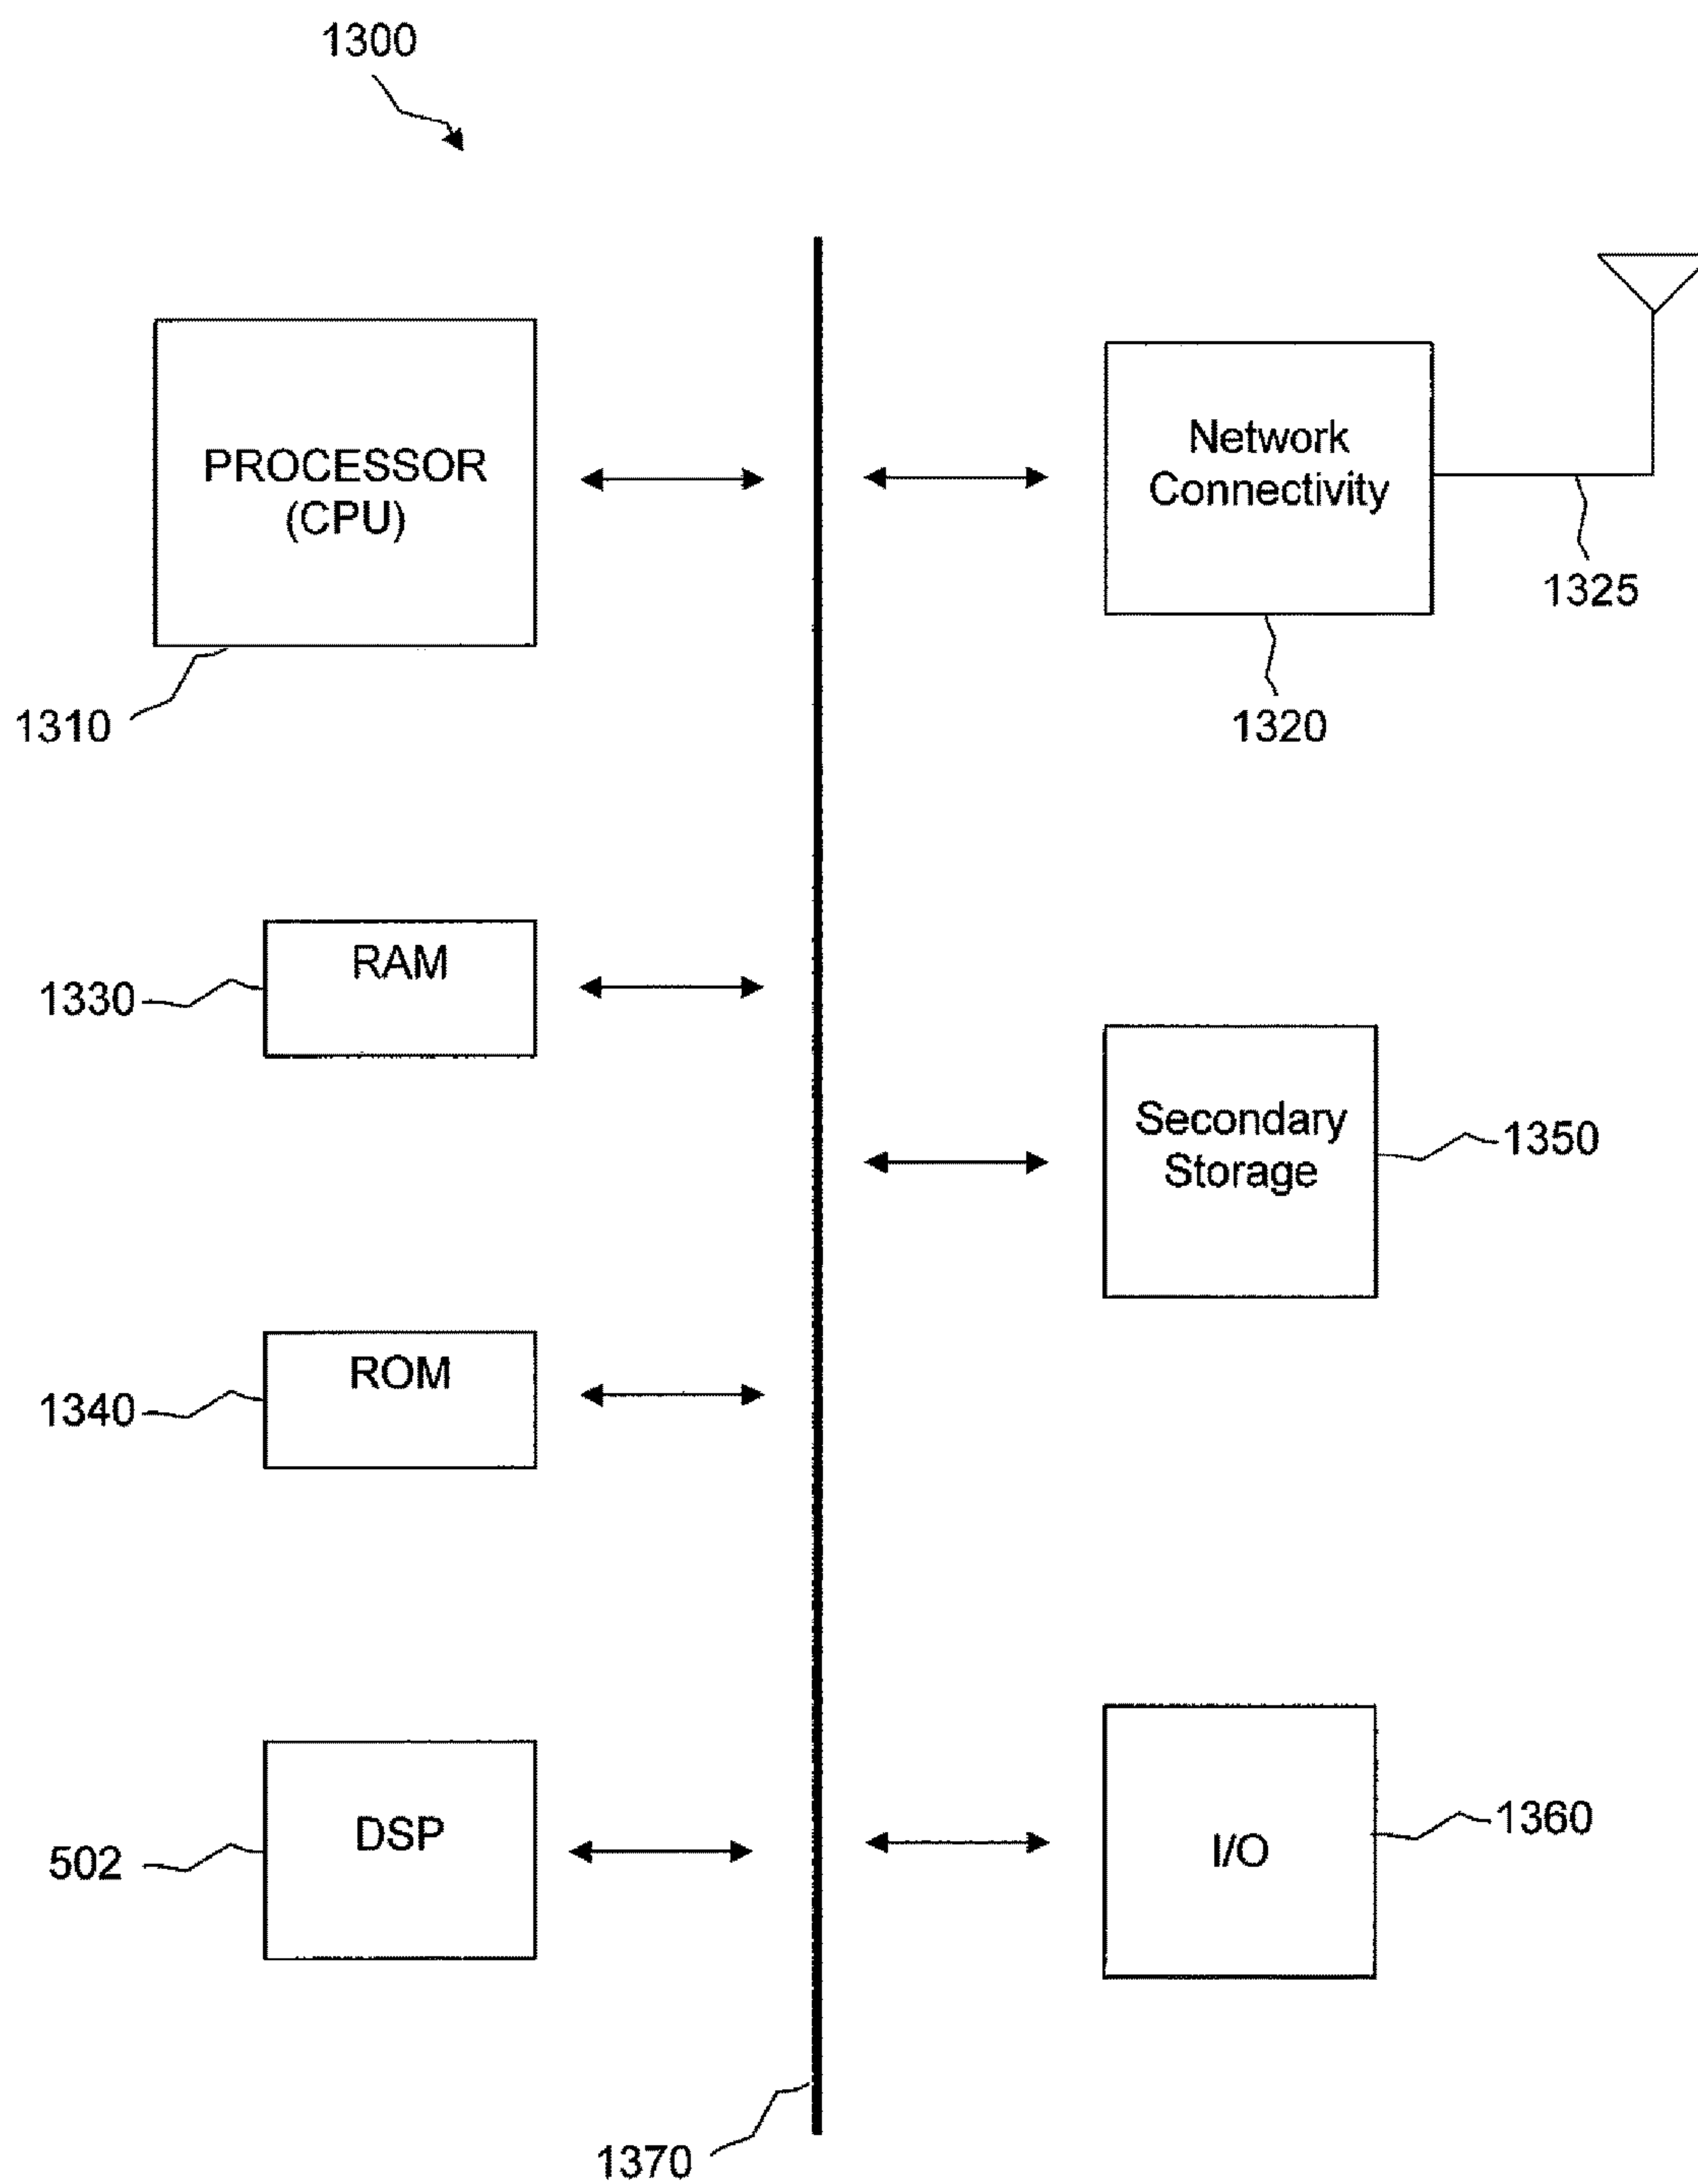 1300
PROCESSOR
(CPU)
Network
Connectivity
1325
1310
1320
RAM
1330
Secondary
Storage
1350
ROM
1340
DSP
502
I/O
1360
1370